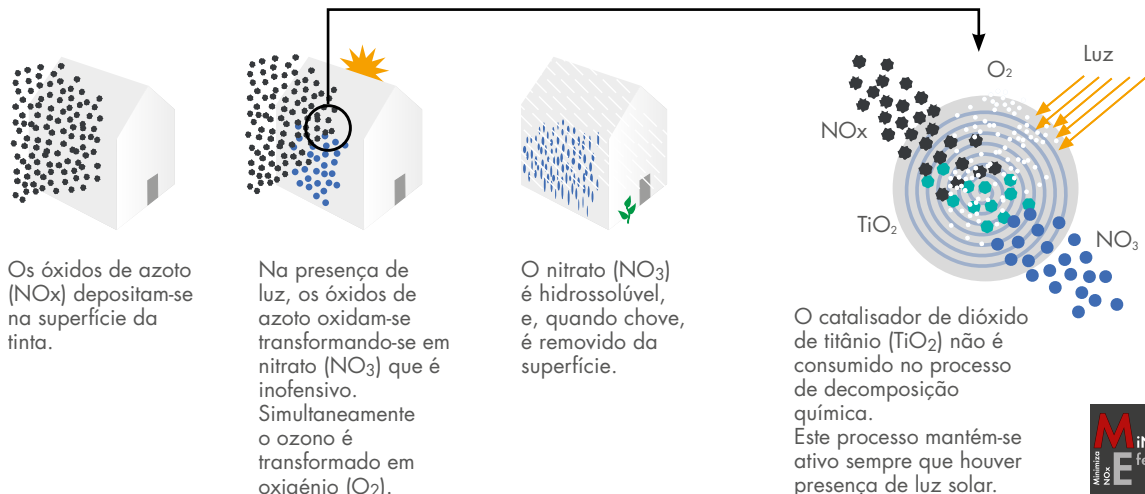 Os óxidos de azoto
(NOx) depositam-se
na superfície da
tinta.
Na presença de
luz, os óxidos de
azoto oxidam-se
transformando-se em
nitrato (NO3) que é
inofensivo.
Simultaneamente
o ozono é
transformado em
oxigénio (O2).
O nitrato (NO3)
é hidrossolúvel,
e, quando chove,
é removido da
superfície.
O2
Luz
NOx
TiO2
NO3
O catalisador de dióxido
de titânio (TiO2) não é
consumido no processo
de decomposição
química.
Este processo mantém-se
ativo sempre que houver
presença de luz solar.
Minimiza
NOx
ME